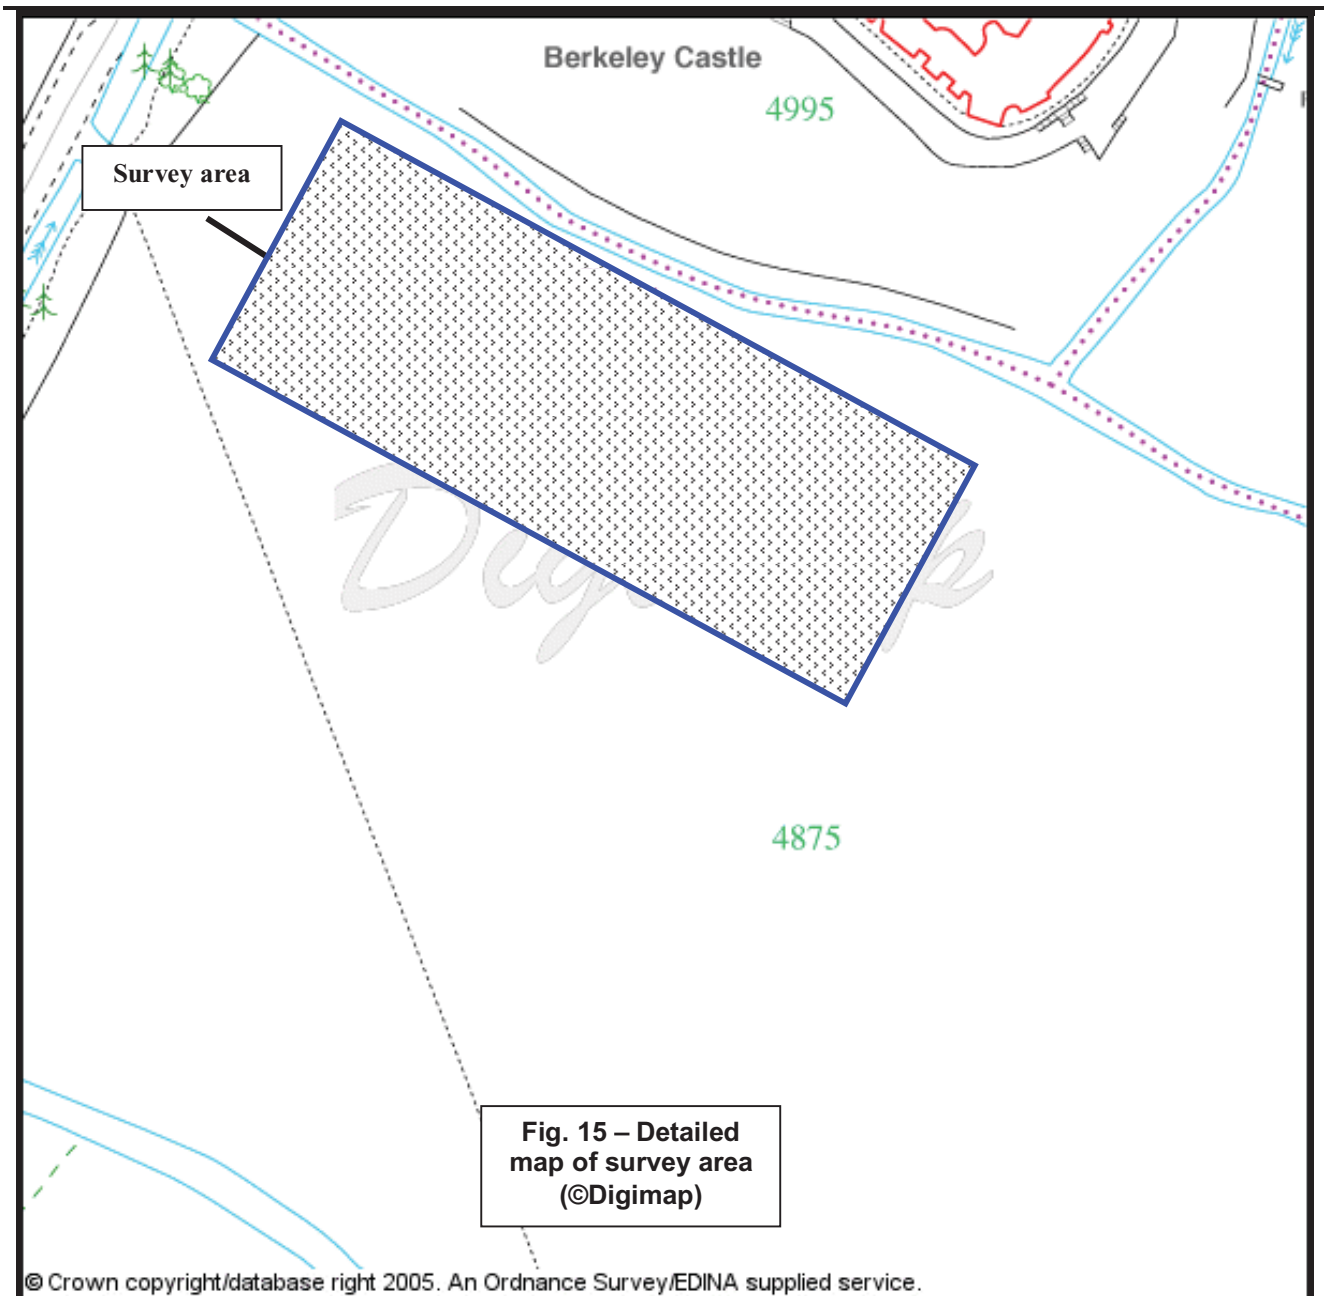 Berkeley Castle
4995
Survey area
4875
Fig. 15 – Detailed
map of survey area
(©Digimap)
© Crown copyright/database right 2005. An Ordnance Survey/EDINA supplied service.